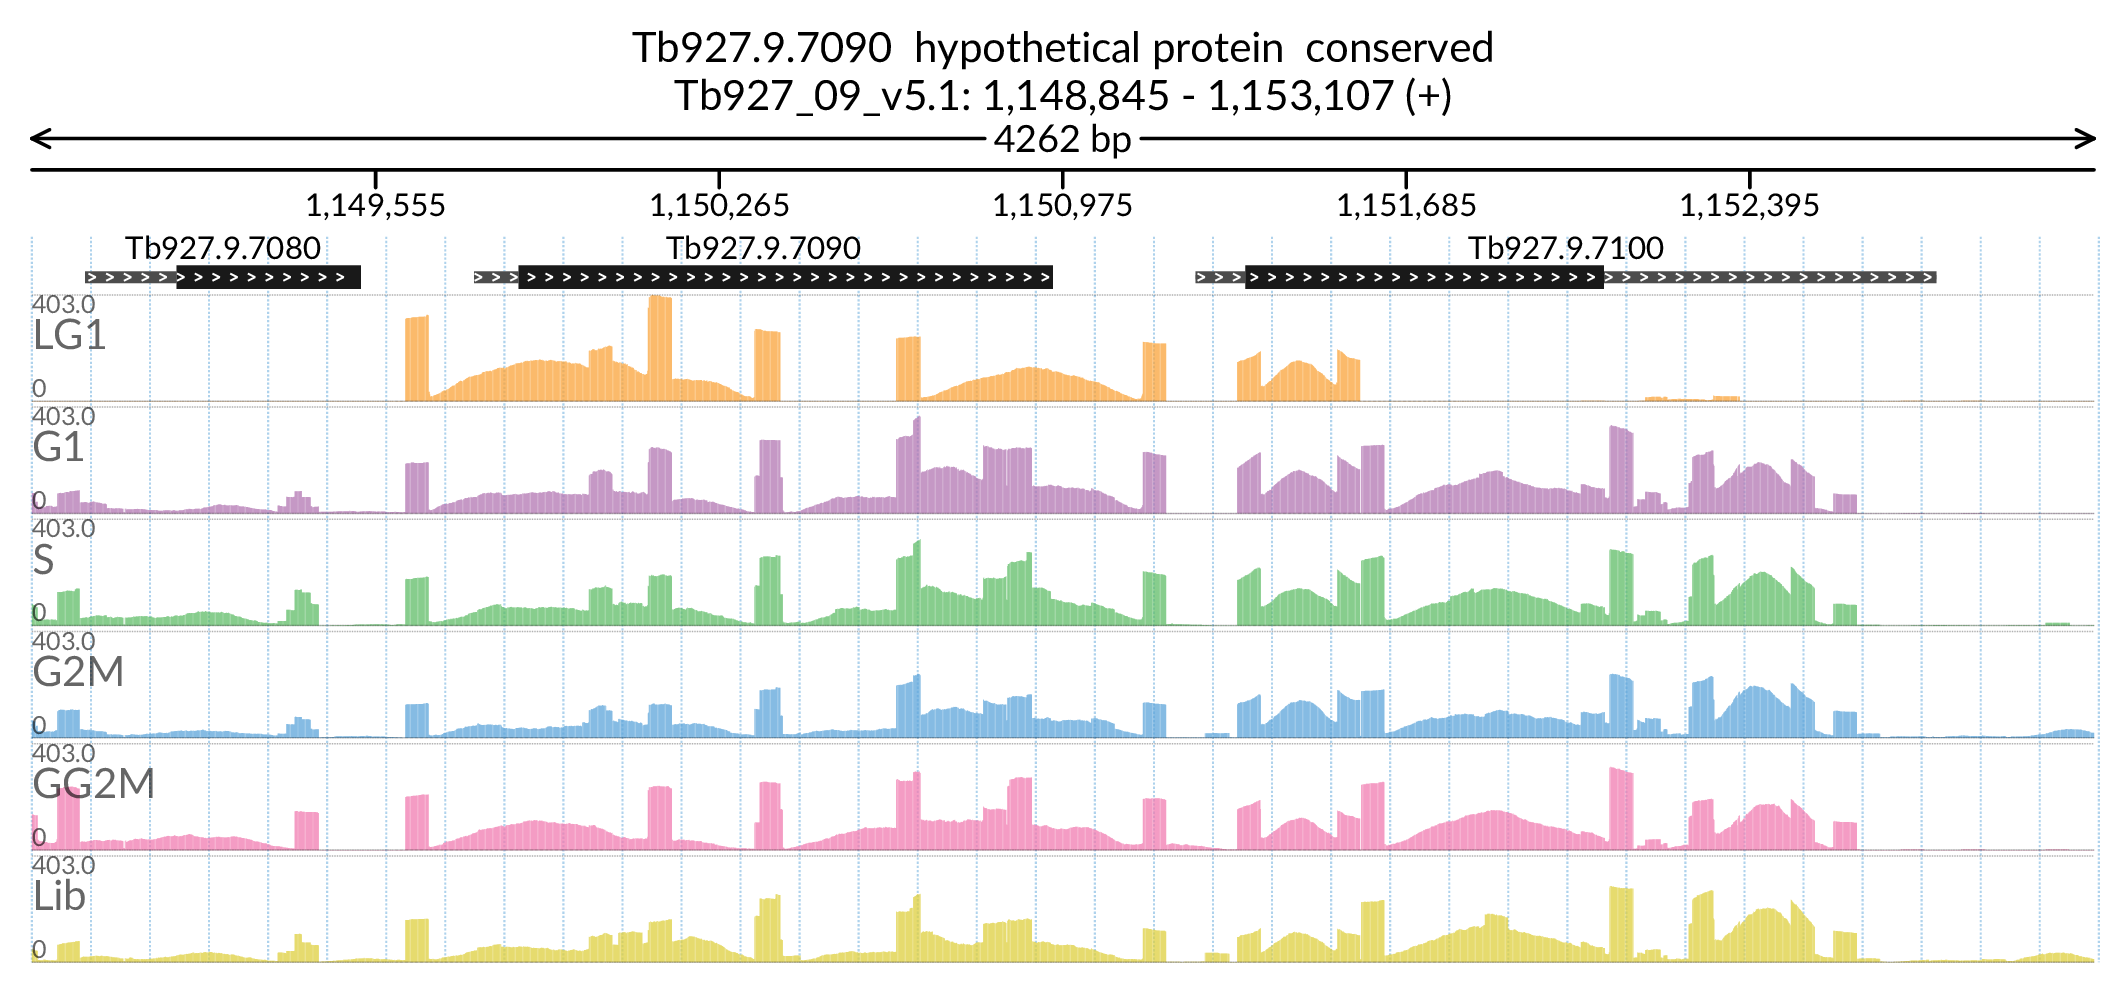 Tb927.9.7090 hypothetical protein conserved
Tb927_09_v5.1: 1,148,845 - 1,153,107 (+)
4262 bp
1,149,555 1,150,265 1,150,975 1,151,685 1,152,395
Tb927.9.7080 Tb927.9.7090 Tb927.9.7100
403.0
LG1
0
403.0
G1
0
403.0
S
0
403.0
G2M
0
403.0
GG2M
0
403.0
Lib
0